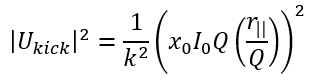 |U_{kick}|^2 = \frac{1}{k^2} \left( x_0 I_0 Q \left( \frac{r_{||}}{Q} \right) \right)^2